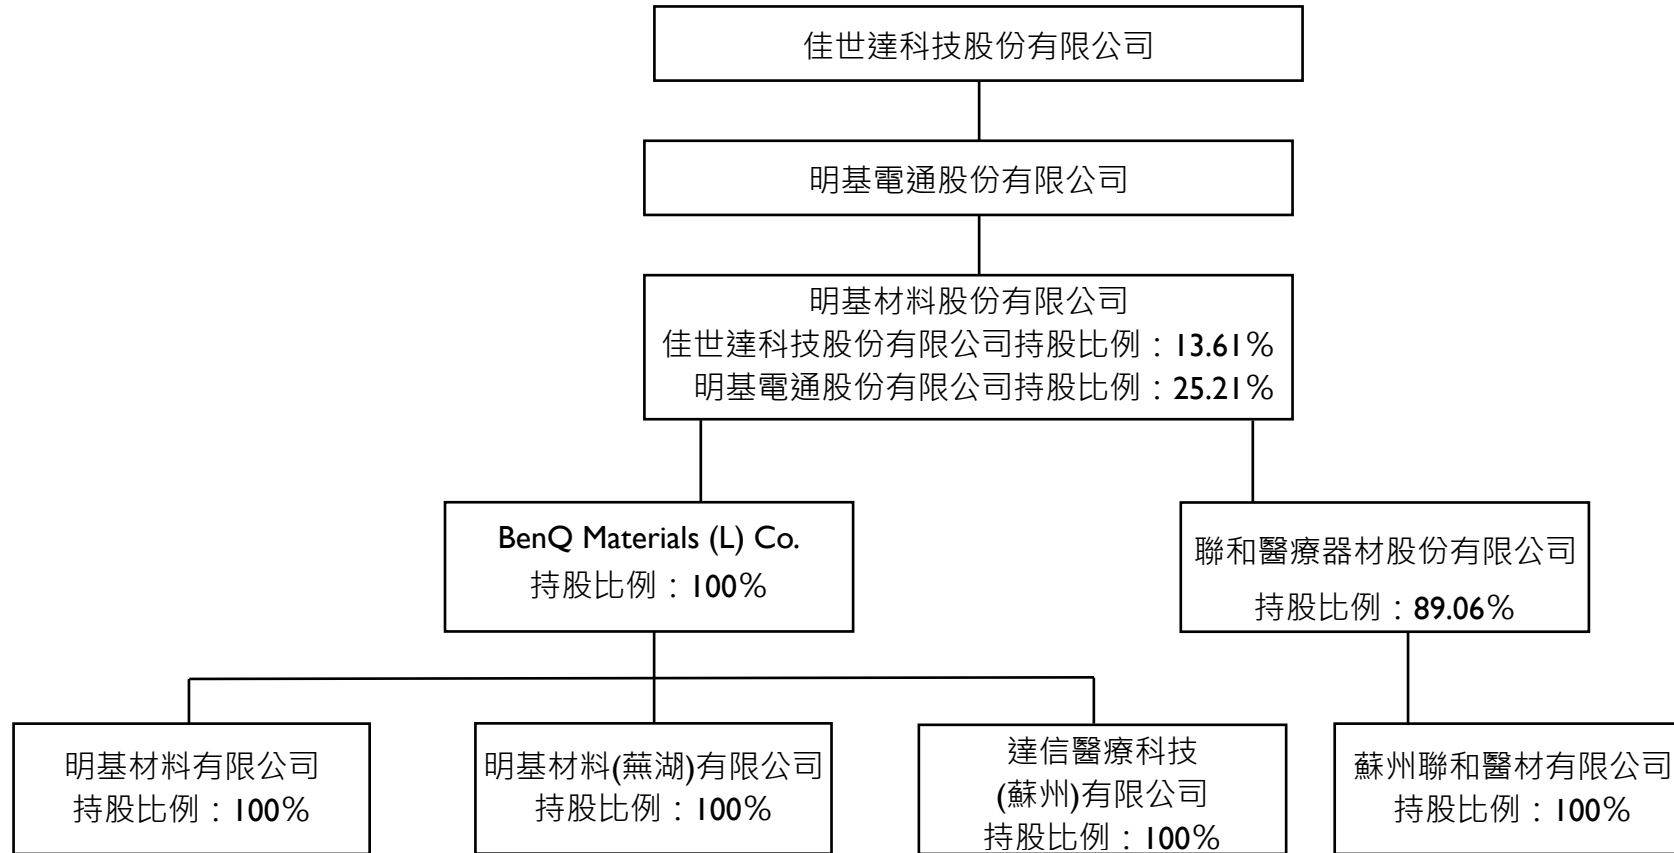 佳世達科技股份有限公司
明基電通股份有限公司
明基材料股份有限公司
佳世達科技股份有限公司持股比例：13.61%
明基電通股份有限公司持股比例：25.21%
BenQ Materials (L) Co.
持股比例：100%
聯和醫療器材股份有限公司
持股比例：89.06%
明基材料有限公司
持股比例：100%
明基材料(蕪湖)有限公司
持股比例：100%
達信醫療科技
(蘇州)有限公司
持股比例：100%
蘇州聯和醫材有限公司
持股比例：100%